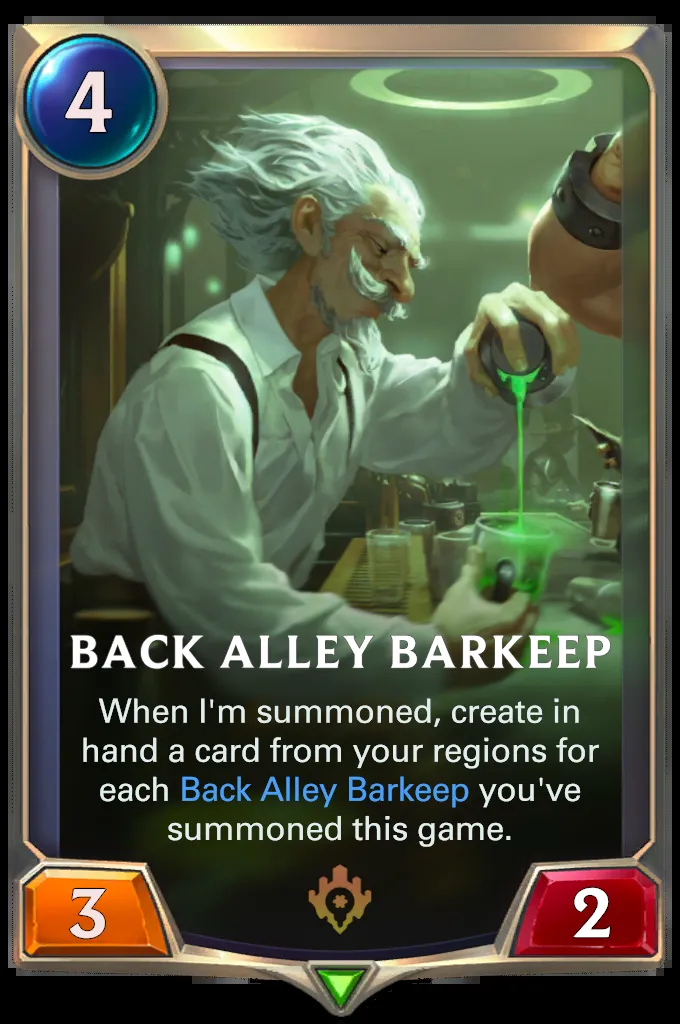 4
BACK ALLEY BARKEEP
When I'm summoned, create in
hand a card from your regions for
each Back Alley Barkeep you've
summoned this game.
3
2